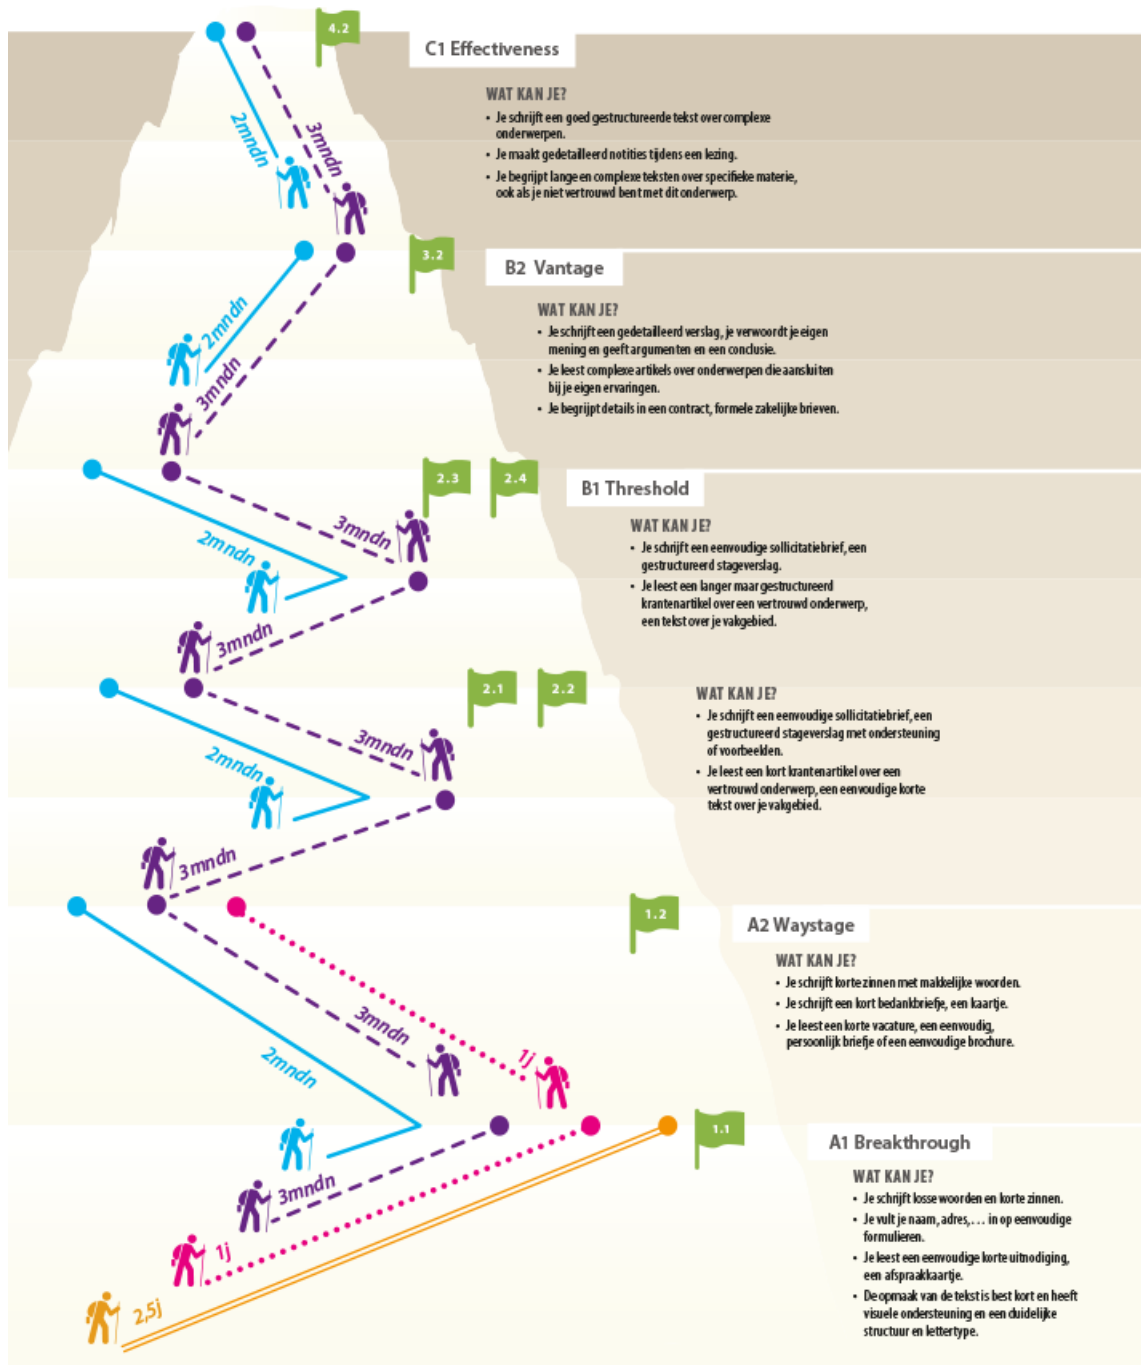 4.2
C1 Effectiveness
WAT KAN JE?
• Je schrijft een goed gestructureerde tekst over complexe
onderwerpen.
• Je maakt gedetailleerd notities tijdens een lezing.
• Je begrijpt lange en complexe teksten over specifieke materie,
ook als je niet vertrouwd bent met dit onderwerp.
2mndn
3mndn
3.2
B2 Vantage
WAT KAN JE?
• Je schrijft een gedetailleerd verslag, je verwoordt je eigen
mening en geeft argumenten en een conclusie.
• Je leest complexe artikels over onderwerpen die aansluiten
bij je eigen ervaringen.
• Je begrijpt details in een contract, formele zakelijke brieven.
2mndn
3mndn
2.3
2.4
B1 Threshold
WAT KAN JE?
• Je schrijft een eenvoudige sollicitatiebrief, een
gestructureerd stageverslag.
• Je leest een langer maar gestructureerd
krantenartikel over een vertrouwd onderwerp,
een tekst over je vakgebied.
3mndn
2mndn
3mndn
2.1
2.2
WAT KAN JE?
• Je schrijft een eenvoudige sollicitatiebrief, een
gestructureerd stageverslag met ondersteuning
of voorbeelden.
• Je leest een kort krantenartikel over een
vertrouwd onderwerp, een eenvoudige korte
tekst over je vakgebied.
3mndn
2mndn
3mndn
1.2
A2 Waystage
WAT KAN JE?
• Je schrijft korte zinnen met makkelijke woorden.
• Je schrijft een kort bedankbriefje, een kaartje.
• Je leest een korte vacature, een eenvoudig,
persoonlijk briefje of een eenvoudige brochure.
3mndn
2mndn
1j
1.1
A1 Breakthrough
WAT KAN JE?
• Je schrijft losse woorden en korte zinnen.
• Je vult je naam, adres,… in op eenvoudige
formulieren.
• Je leest een eenvoudige korte uitnodiging,
een afspraakkaartje.
• De opmaak van de tekst is best kort en heeft
visuele ondersteuning en een duidelijke
structuur en lettertype.
3mndn
1j
2,5j